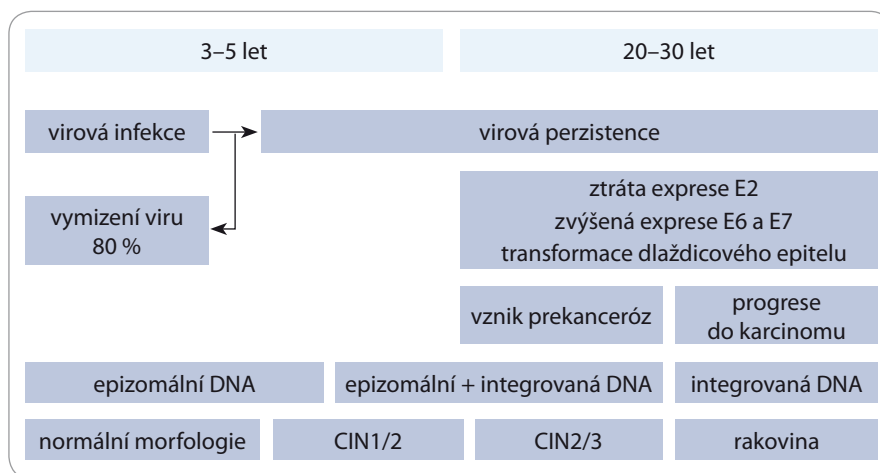 3–5 let
20–30 let
virová infekce
virová perzistence
vymizení viru
80 %
ztráta exprese E2
zvýšená exprese E6 a E7
transformace dlaždicového epitelu
vznik prekanceróz
progrese
do karcinomu
epizomální DNA
epizomální + integrovaná DNA
integrovaná DNA
normální morfologie
CIN1/2
CIN2/3
rakovina